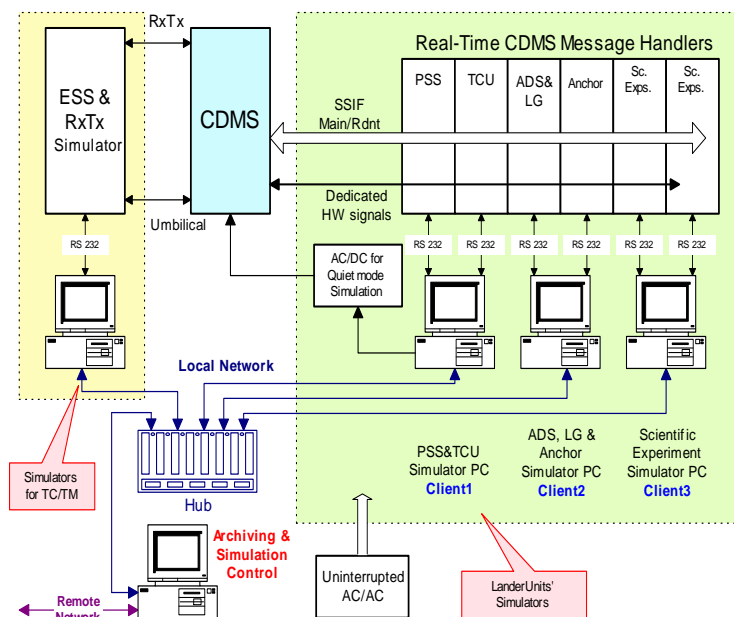 RxTx
ESS &
RxTx
Simulator
CDMS
Umbilical
RS 232
Real-Time CDMS Message Handlers
PSS
TCU
ADS&
LG
Anchor
Sc.
Exps.
Sc.
Exps.
SSIF
Main/Rdnt
Dedicated
HW signals
RS 232
RS 232
RS 232
RS 232
RS 232
RS 232
AC/DC for
Quiet mode
Simulation
Local Network
Simulators
for TC/TM
Hub
PSS&TCU
Simulator PC
Client1
ADS, LG &
Anchor
Simulator PC
Client2
Scientific
Experiment
Simulator PC
Client3
Archiving &
Simulation
Control
Uninterrupted
AC/AC
LanderUnits'
Simulators
Remote
Network